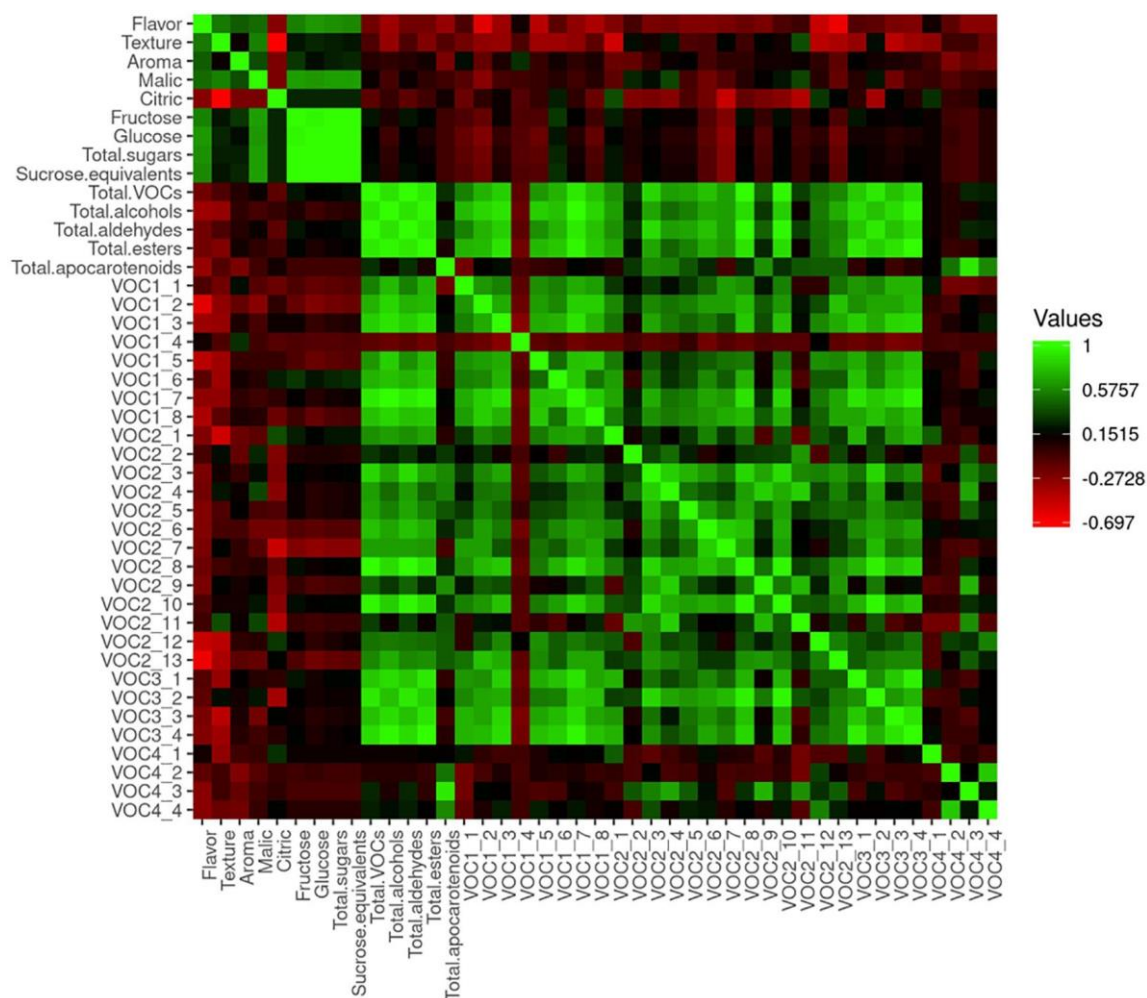 Flavor
Texture
Aroma
Malic
Citric
Fructose
Glucose
Total.sugars
Sucrose.equivalents
Total.VOCs
Total.alcohols
Total.aldehydes
Total.esters
Total.apocarotenoids
VOC1_1
VOC1_2
VOC1_3
VOC1_4
VOC1_5
VOC1_6
VOC1_7
VOC1_8
VOC2_1
VOC2_2
VOC2_3
VOC2_4
VOC2_5
VOC2_6
VOC2_7
VOC2_8
VOC2_9
VOC2_10
VOC2_11
VOC2_12
VOC2_13
VOC3_1
VOC3_2
VOC3_3
VOC3_4
VOC4_1
VOC4_2
VOC4_3
VOC4_4
Values
1
0.5757
0.1515
-0.2728
-0.697
Flavor
Texture
Aroma
Malic
Citric
Fructose
Glucose
Total.sugars
Sucrose.equivalents
Total.VOCs
Total.alcohols
Total.aldehydes
Total.esters
Total.apocarotenoids
VOC1_1
VOC1_2
VOC1_3
VOC1_4
VOC1_5
VOC1_6
VOC1_7
VOC1_8
VOC2_1
VOC2_2
VOC2_3
VOC2_4
VOC2_5
VOC2_6
VOC2_7
VOC2_8
VOC2_9
VOC2_10
VOC2_11
VOC2_12
VOC2_13
VOC3_1
VOC3_2
VOC3_3
VOC3_4
VOC4_1
VOC4_2
VOC4_3
VOC4_4